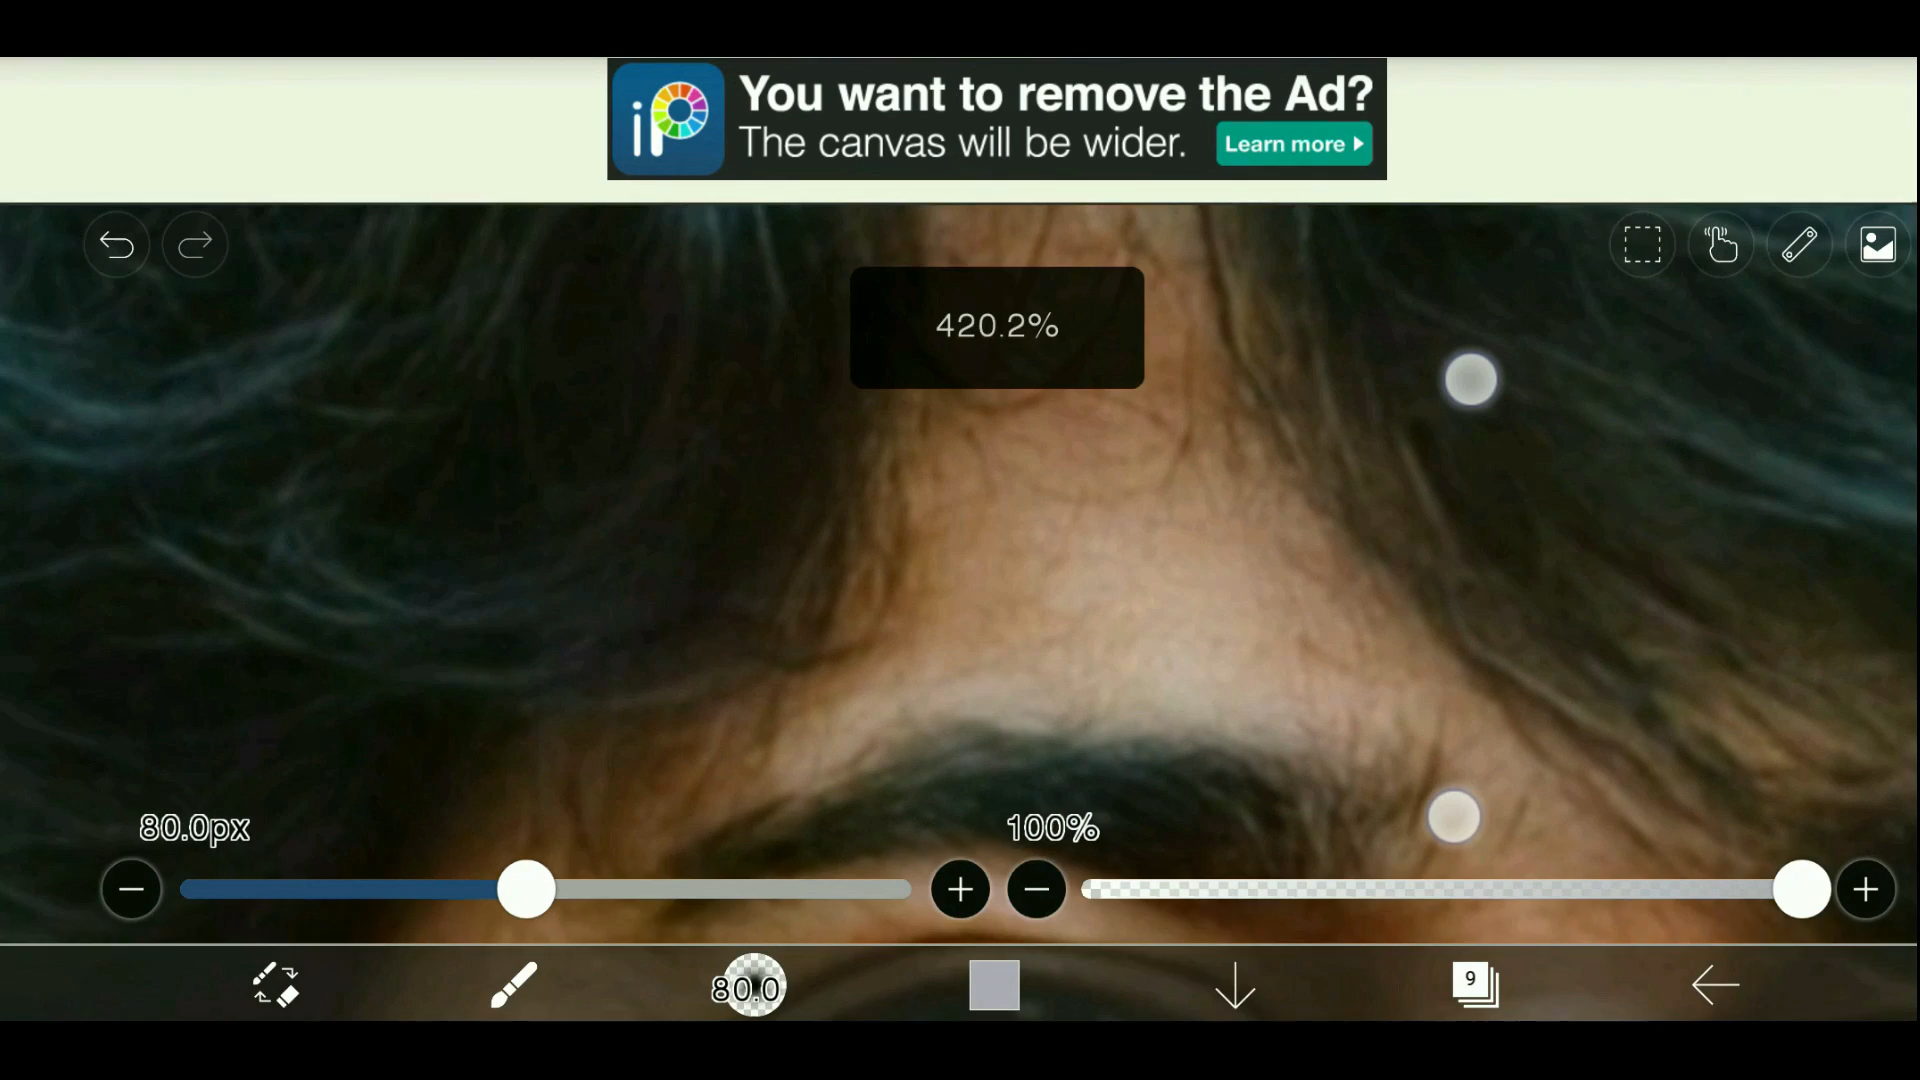 iP
You want to remove the Ad?
The canvas will be wider.
Learn more
420.2%
80.0px
100%
80.0
9